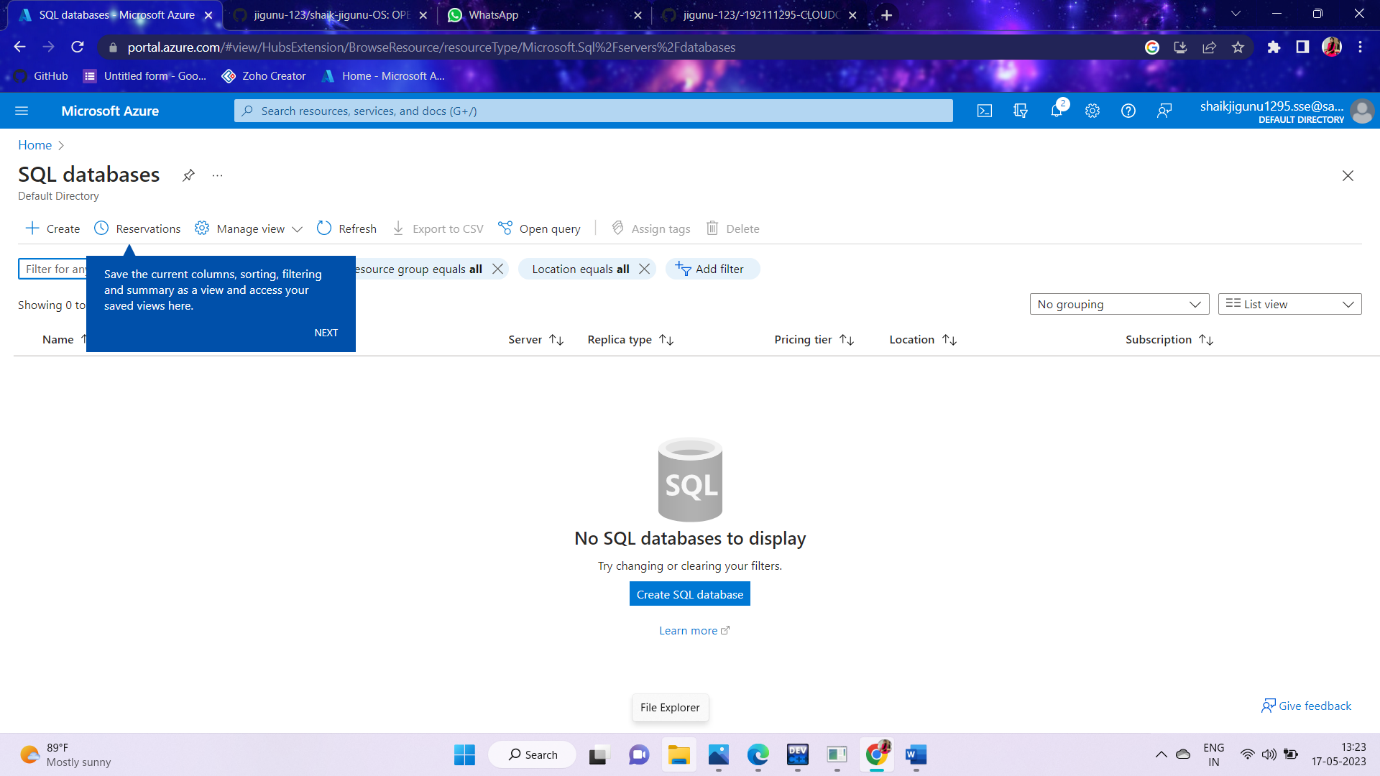 SQL databases - Microsoft Azure
jigunu-123/shaik-jigunu-OS: OPE
WhatsApp
jigunu-123/-192111295-CLOUDC
portal.azure.com/#view/HubsExtension/BrowseResource/resourceType/Microsoft.Sql%2Fservers%2Fdatabases
GitHub
Untitled form - Goo...
Zoho Creator
Home - Microsoft A...
Microsoft Azure
Search resources, services, and docs (G+/)
2
shaikjigunu1295.sse@sa...
DEFAULT DIRECTORY
Home
SQL databases
Default Directory
Create
Reservations
Manage view
Refresh
Export to CSV
Open query
Assign tags
Delete
Filter for any
Save the current columns, sorting, filtering
and summary as a view and access your
saved views here.
NEXT
esource group equals all
Location equals all
Add filter
Showing 0 to
No grouping
List view
Name
Server
Replica type
Pricing tier
Location
Subscription
SQL
No SQL databases to display
Try changing or clearing your filters.
Create SQL database
Learn more
File Explorer
Give feedback
89°F
Mostly sunny
Search
DEV
ENG
IN
13:23
17-05-2023